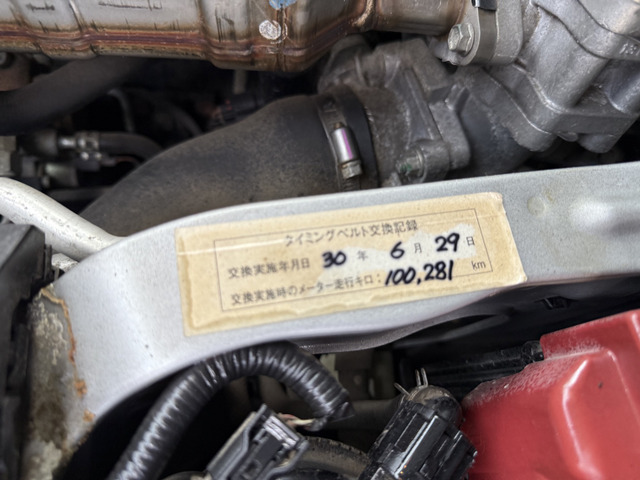 タイミングベルト交換記録
交換実施年月日 30 年 6 月 29 日
交換実施時のメーター走行キロ：100,281 km